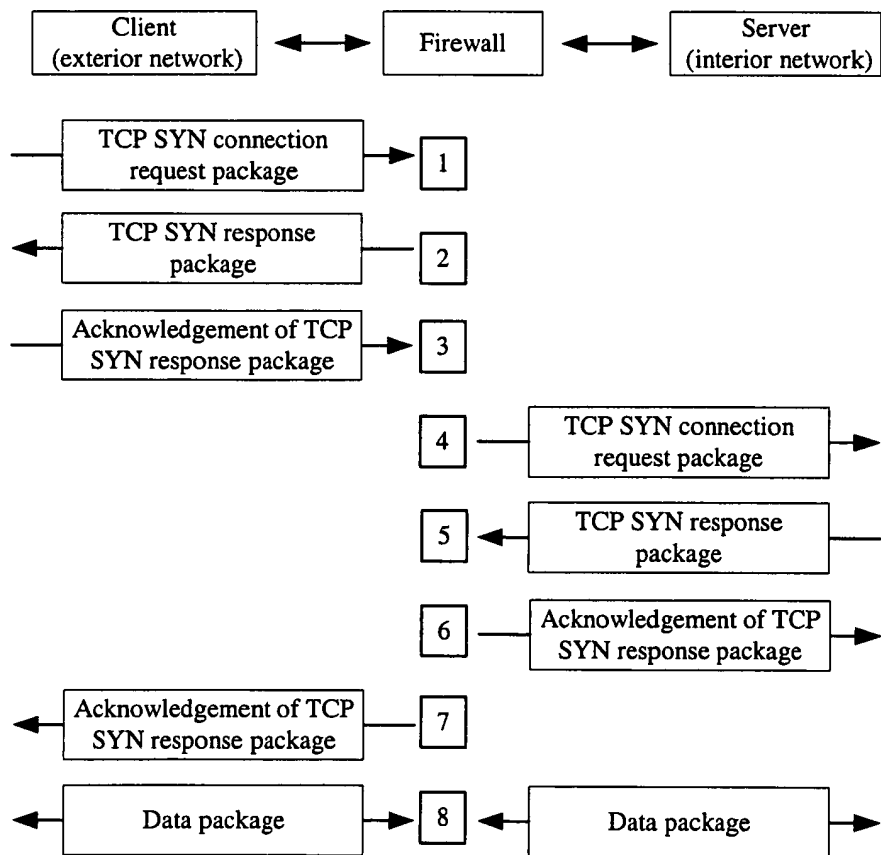 Client
(exterior network)
Firewall
Server
(interior network)
TCP SYN connection
request package
1
TCP SYN response
package
2
Acknowledgement of TCP
SYN response package
3
4
TCP SYN connection
request package
5
TCP SYN response
package
6
Acknowledgement of TCP
SYN response package
Acknowledgement of TCP
SYN response package
7
Data package
8
Data package